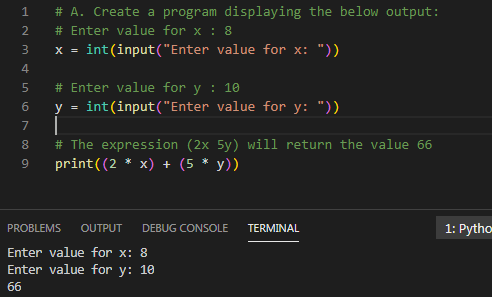 1 # A. Create a program displaying the below output:
2 # Enter value for x : 8
3 x = int(input("Enter value for x: "))
4
5 # Enter value for y : 10
6 y = int(input("Enter value for y: "))
7
8 # The expression (2x 5y) will return the value 66
9 print((2 * x) + (5 * y))
PROBLEMS OUTPUT DEBUG CONSOLE TERMINAL 1: Pytho
Enter value for x: 8
Enter value for y: 10
66